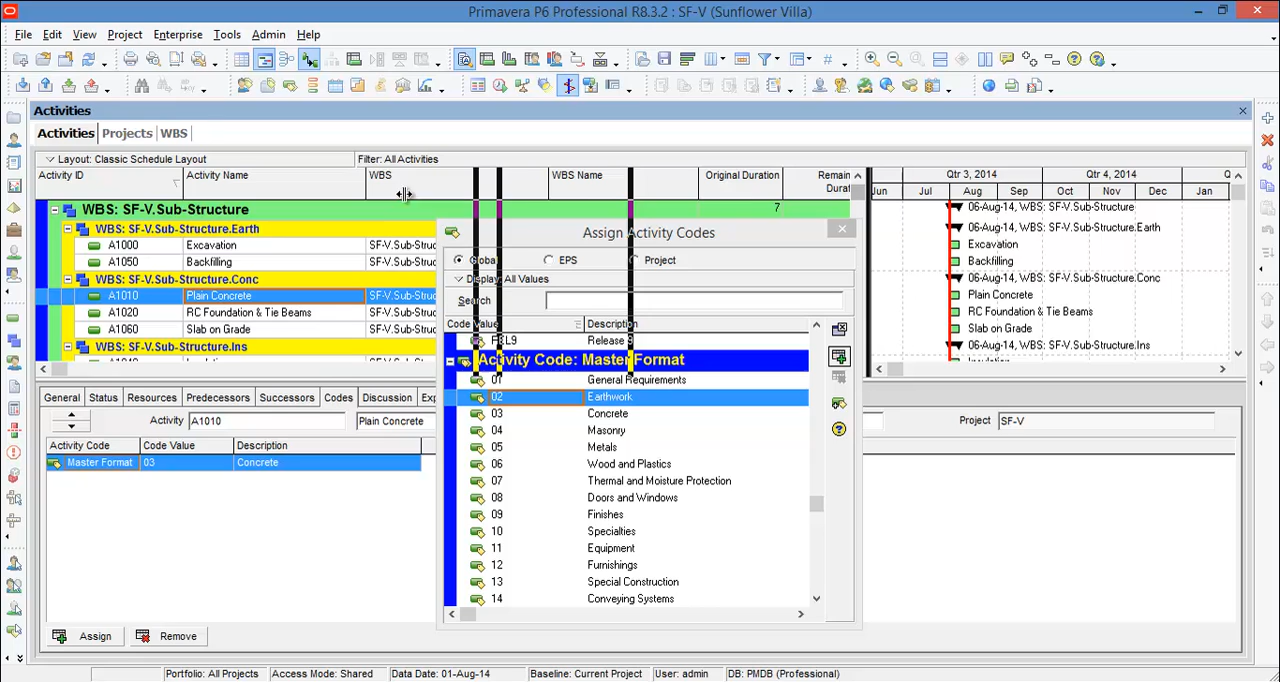 Primavera P6 Professional R8.3.2 : SF-V (Sunflower Villa)
File Edit View Project Enterprise Tools Admin Help
Activities
Activities Projects WBS
Layout: Classic Schedule Layout Filter: All Activities
Activity ID Activity Name WBS WBS Name Original Duration Remain Durat
Qtr 3, 2014 Qtr 4, 2014 Q
Jun Jul Aug Sep Oct Nov Dec Jan
WBS: SF-V.Sub-Structure 7 06-Aug-14, WBS: SF-V.Sub-Structure
WBS: SF-V.Sub-Structure.Earth 06-Aug-14, WBS: SF-V.Sub-Structure.Earth
A1000 Excavation SF-V.Sub-Struc Excavation
A1050 Backfilling SF-V.Sub-Struc Backfilling
WBS: SF-V.Sub-Structure.Conc 06-Aug-14, WBS: SF-V.Sub-Structure.Conc
A1010 Plain Concrete SF-V.Sub-Struc Plain Concrete
A1020 RC Foundation & Tie Beams SF-V.Sub-Struc RC Foundation & Tie Beams
A1060 Slab on Grade SF-V.Sub-Struc Slab on Grade
WBS: SF-V.Sub-Structure.Ins 06-Aug-14, WBS: SF-V.Sub-Structure.Ins
Assign Activity Codes
Global EPS Project
Display: All Values
Search
Code Value Description
REL9 Release 9
Activity Code: Master Format
01 General Requirements
02 Earthwork
03 Concrete
04 Masonry
05 Metals
06 Wood and Plastics
07 Thermal and Moisture Protection
08 Doors and Windows
09 Finishes
10 Specialties
11 Equipment
12 Furnishings
13 Special Construction
14 Conveying Systems
General Status Resources Predecessors Successors Codes Discussion Exp
Activity A1010 Plain Concrete Project SF-V
Activity Code Code Value Description
Master Format 03 Concrete
Assign Remove
Portfolio: All Projects Access Mode: Shared Data Date: 01-Aug-14 Baseline: Current Project User: admin DB: PMDB (Professional)